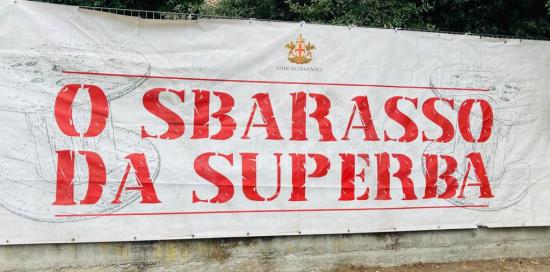 COMUNE DI GENOVA
O SBARASSO
DA SUPERBA